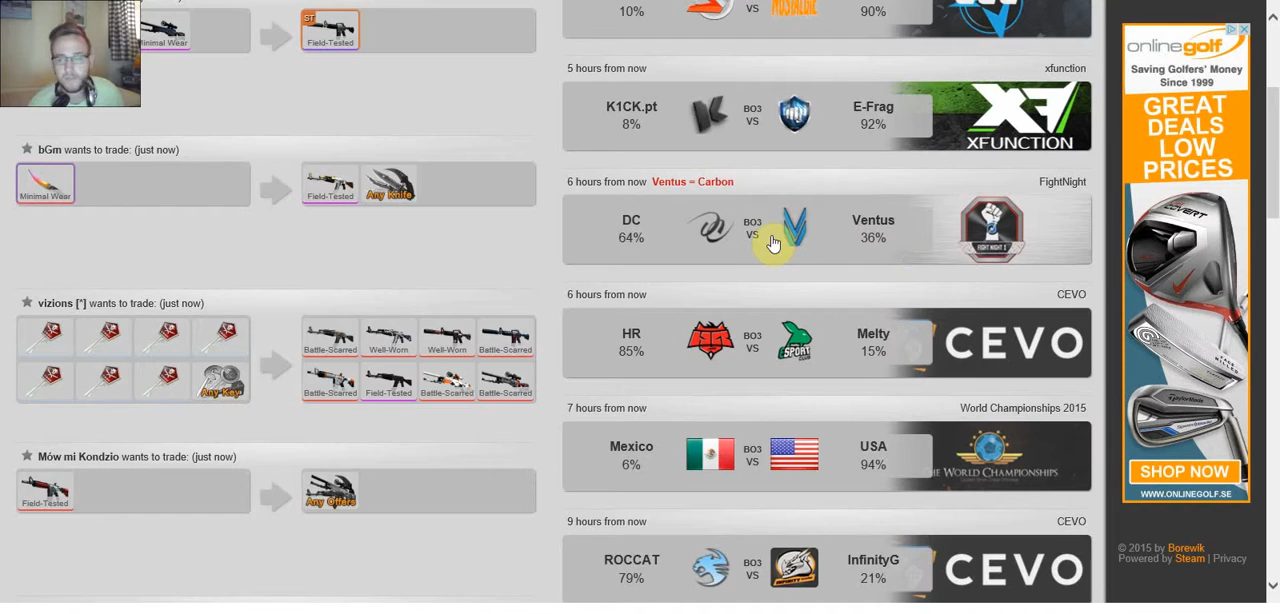 Minimal Wear
ST
Field-Tested
bGm wants to trade: (just now)
Minimal Wear
Field-Tested
Any Knife
vizions [*] wants to trade: (just now)
Any Key
Battle-Scarred
Well-Worn
Well-Worn
Battle-Scarred
Battle-Scarred
Field-Tested
Battle-Scarred
Battle-Scarred
Mów mi Kondzio wants to trade: (just now)
Field-Tested
Any Offers
10%
VS
90%
5 hours from now
xfunction
K1CK.pt
8%
BO3
VS
E-Frag
92%
XF
XFUNCTION
6 hours from now Ventus = Carbon
FightNight
DC
64%
BO3
VS
Ventus
36%
6 hours from now
CEVO
HR
85%
BO3
VS
Melty
15%
CEVO
7 hours from now
World Championships 2015
Mexico
6%
BO3
VS
USA
94%
THE WORLD CHAMPIONSHIPS
9 hours from now
CEVO
ROCCAT
79%
BO3
VS
InfinityG
21%
CEVO
onlinegolf
Saving Golfers' Money
Since 1999
GREAT
DEALS
LOW
PRICES
SHOP NOW
WWW.ONLINEGOLF.SE
© 2015 by Borewik
Powered by Steam | Privacy